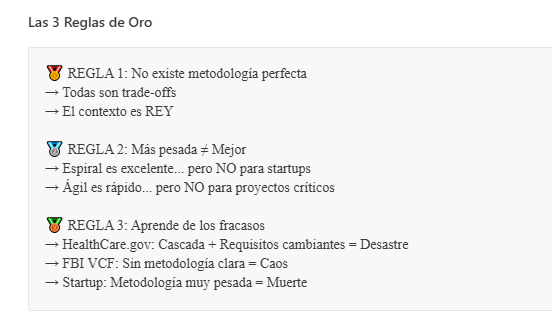 Las 3 Reglas de Oro
🥇 REGLA 1: No existe metodología perfecta
→ Todas son trade-offs
→ El contexto es REY
🥈 REGLA 2: Más pesada ≠ Mejor
→ Espiral es excelente... pero NO para startups
→ Ágil es rápido... pero NO para proyectos críticos
🥉 REGLA 3: Aprende de los fracasos
→ HealthCare.gov: Cascada + Requisitos cambiantes = Desastre
→ FBI VCF: Sin metodología clara = Caos
→ Startup: Metodología muy pesada = Muerte